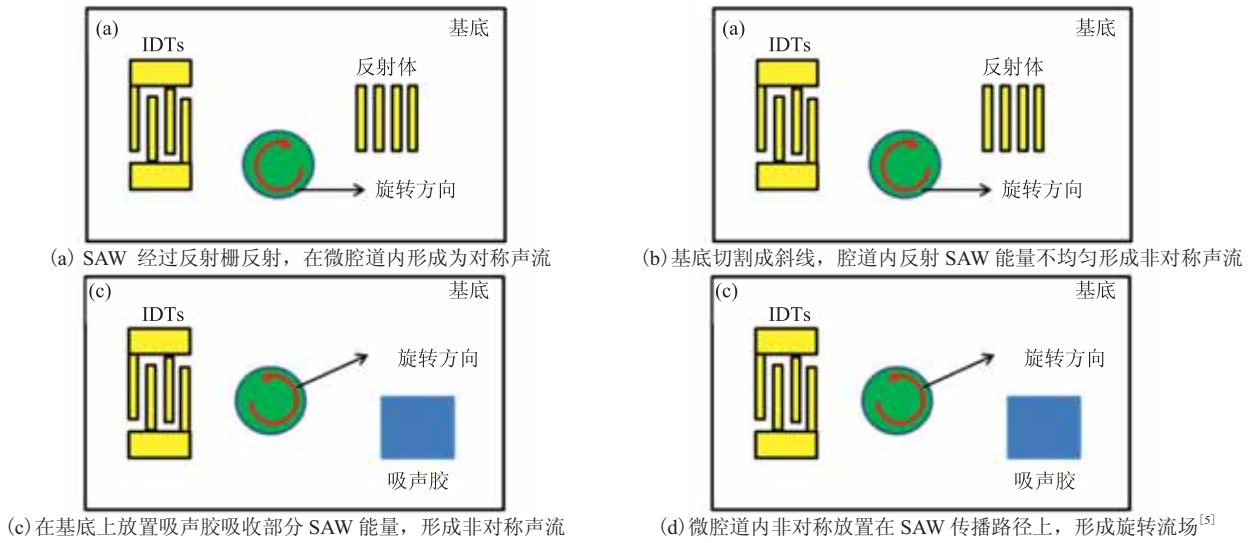 (a)
基底
IDTs
反射体
旋转方向
(a)
基底
IDTs
反射体
旋转方向
(a) SAW 经过反射栅反射，在微腔道内形成为对称声流
(b)基底切割成斜线，腔道内反射 SAW 能量不均匀形成非对称声流
(c)
基底
IDTs
旋转方向
吸声胶
(c)
基底
IDTs
旋转方向
吸声胶
(c)在基底上放置吸声胶吸收部分 SAW 能量，形成非对称声流
(d)微腔道内非对称放置在 SAW 传播路径上，形成旋转流场[5]